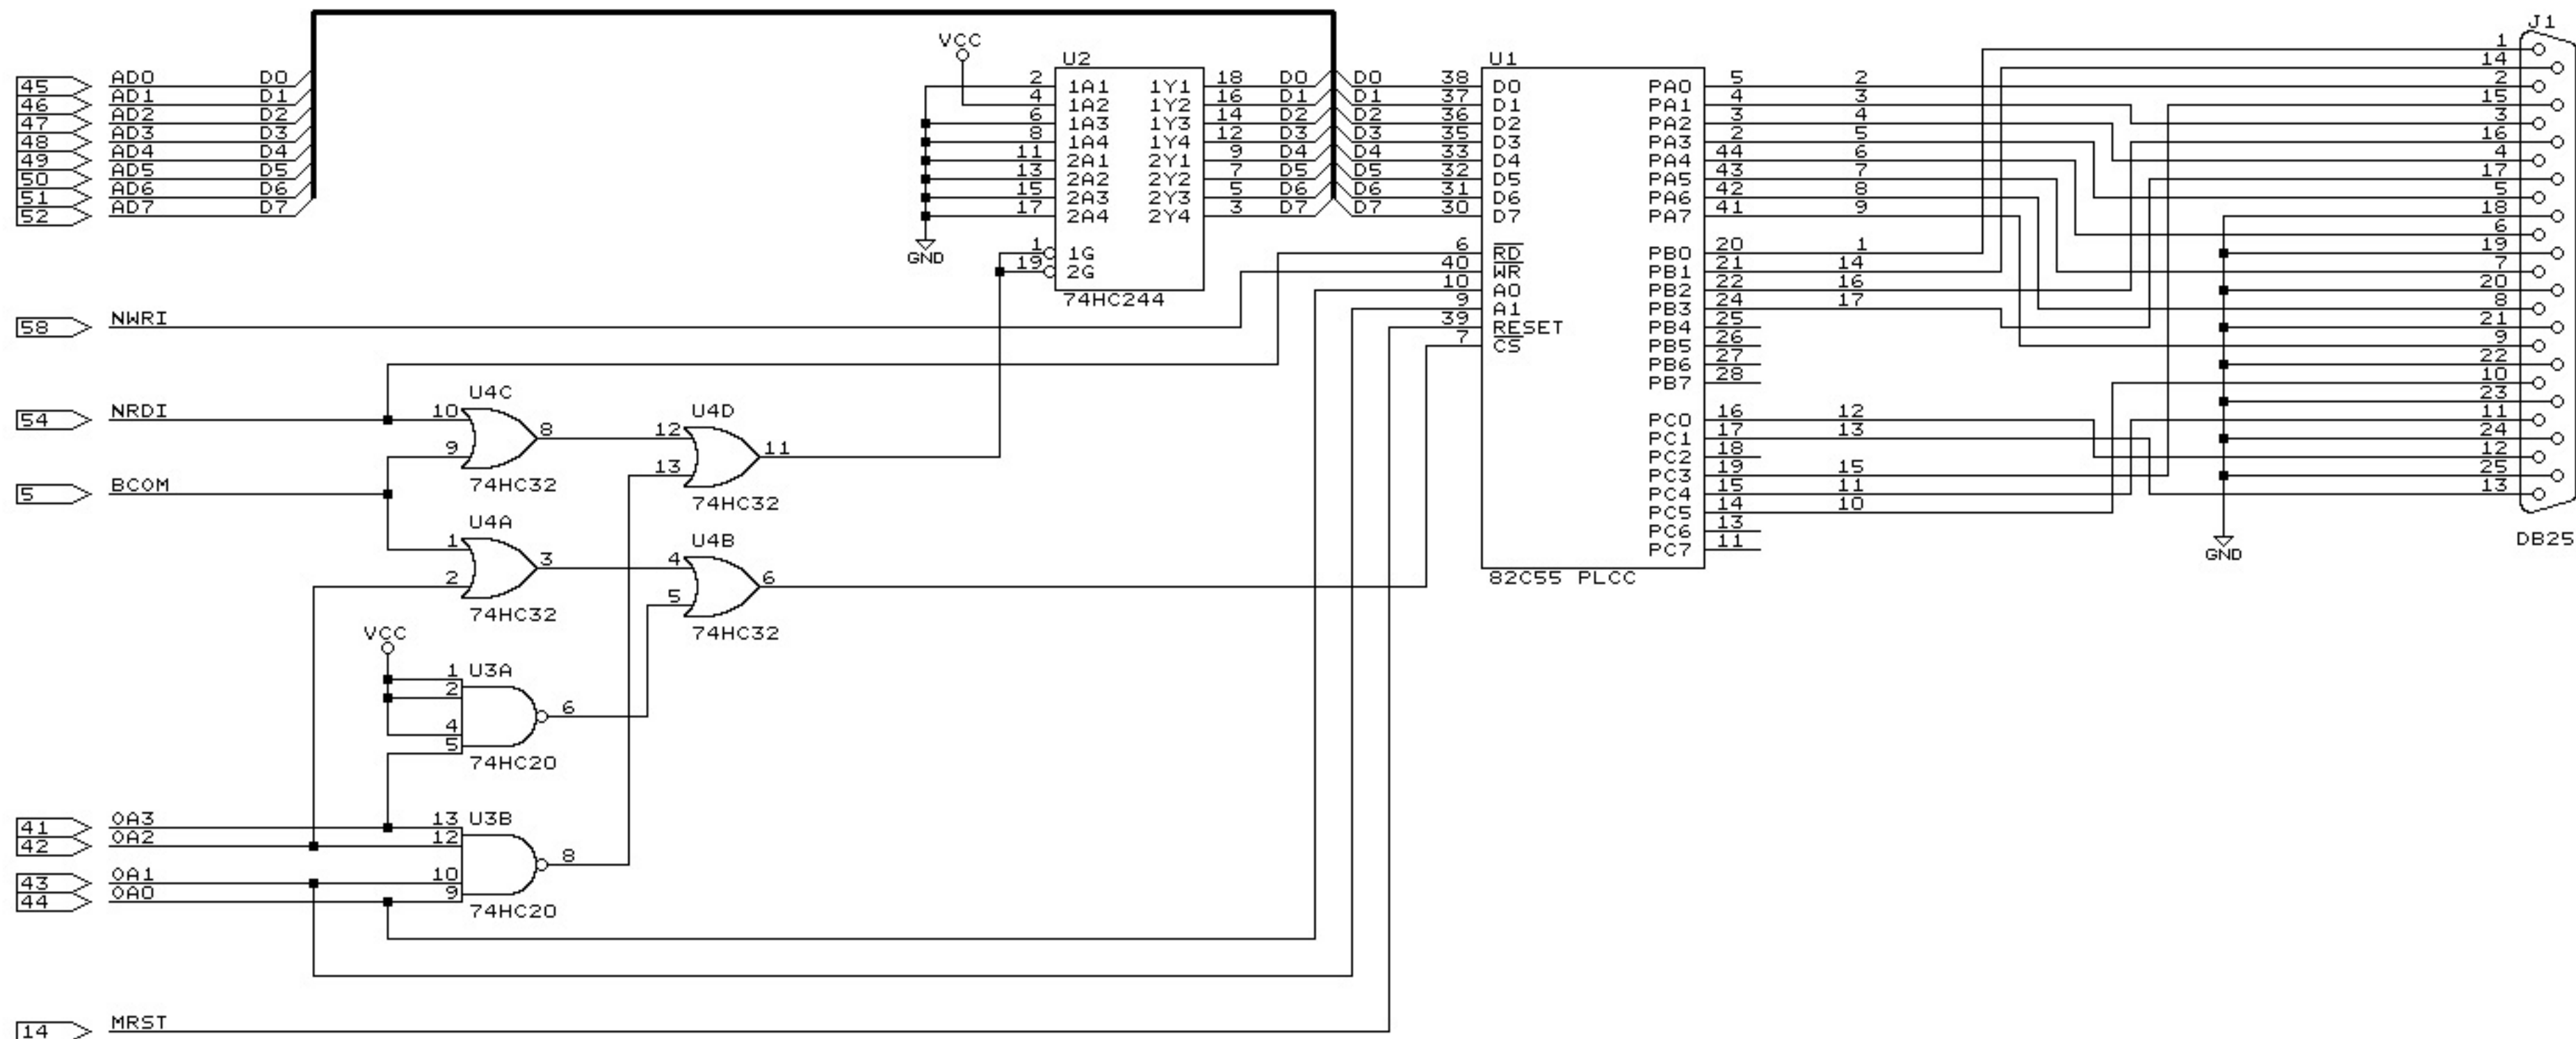 45 AD0 D0
46 AD1 D1
47 AD2 D2
48 AD3 D3
49 AD4 D4
50 AD5 D5
51 AD6 D6
52 AD7 D7
58 NWRI
54 NRDI
5 BCOM
41 OA3
42 OA2
43 OA1
44 OA0
14 MRST
U4C
10
9
8
74HC32
U4A
1
2
3
74HC32
U4D
12
13
11
74HC32
U4B
4
5
6
74HC32
VCC
U3A
1
2
4
5
6
74HC20
U3B
13
12
10
9
8
74HC20
VCC
GND
U2
2 1A1 1Y1 18 D0
4 1A2 1Y2 16 D1
6 1A3 1Y3 14 D2
8 1A4 1Y4 12 D3
11 2A1 2Y1 9 D4
13 2A2 2Y2 7 D5
15 2A3 2Y3 5 D6
17 2A4 2Y4 3 D7
1 1G
19 2G
74HC244
U1
D0 38 D0 PA0 5 2
D1 37 D1 PA1 4 3
D2 36 D2 PA2 3 4
D3 35 D3 PA3 2 5
D4 33 D4 PA4 44 6
D5 32 D5 PA5 43 7
D6 31 D6 PA6 42 8
D7 30 D7 PA7 41 9
6 RD PB0 20 1
40 WR PB1 21 14
10 A0 PB2 22 16
9 A1 PB3 24 17
39 RESET PB4 25
7 CS PB5 26
PB6 27
PB7 28
PC0 16 12
PC1 17 13
PC2 18
PC3 19 15
PC4 15 11
PC5 14 10
PC6 13
PC7 11
82C55 PLCC
GND
J1
1
14
2
15
3
16
4
17
5
18
6
19
7
20
8
21
9
22
10
23
11
24
12
25
13
DB25